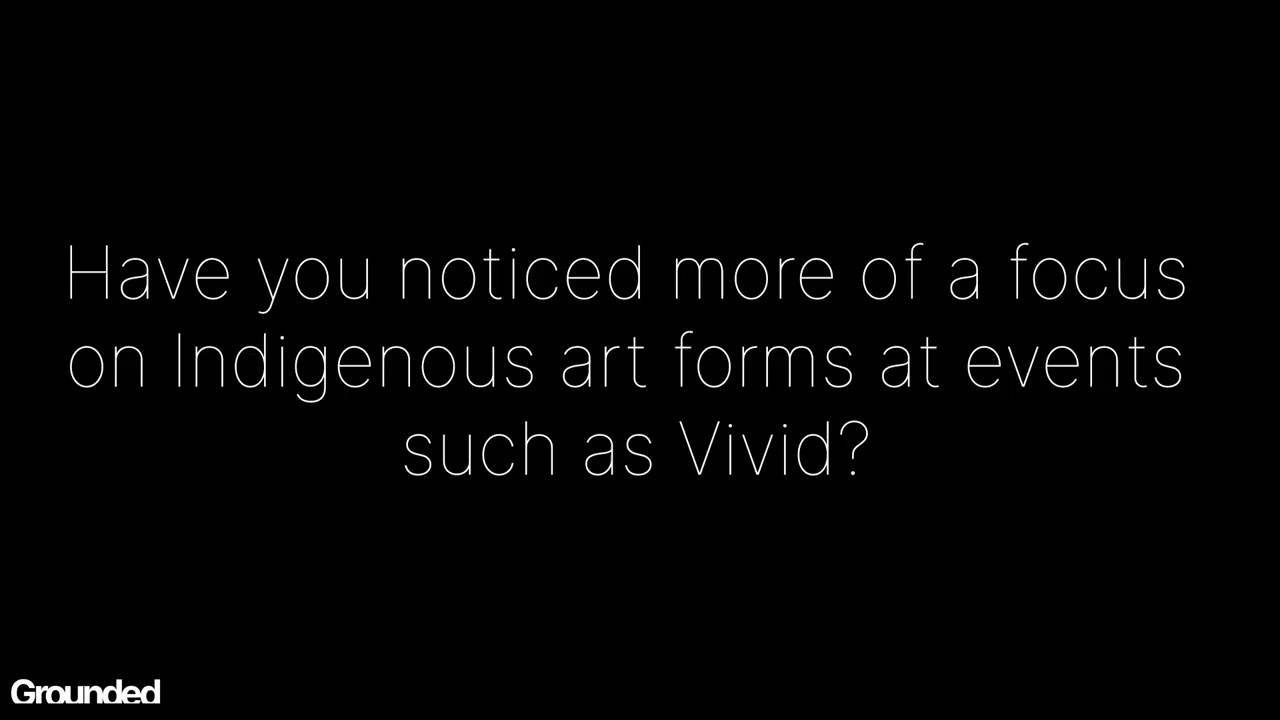 Have you noticed more of a focus
on Indigenous art forms at events
such as Vivid?
Grounded